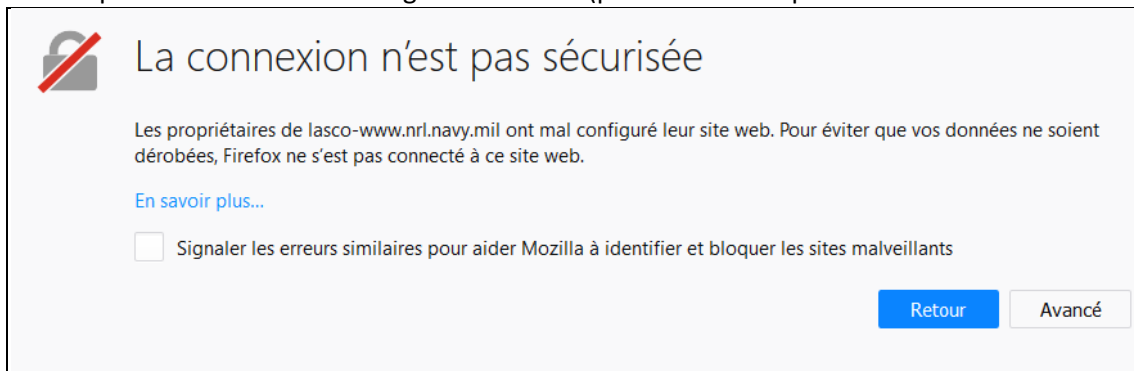 La connexion n’est pas sécurisée
Les propriétaires de lasco-www.nrl.navy.mil ont mal configuré leur site web. Pour éviter que vos données ne soient
dérobées, Firefox ne s’est pas connecté à ce site web.
En savoir plus...
Signaler les erreurs similaires pour aider Mozilla à identifier et bloquer les sites malveillants
Retour Avancé